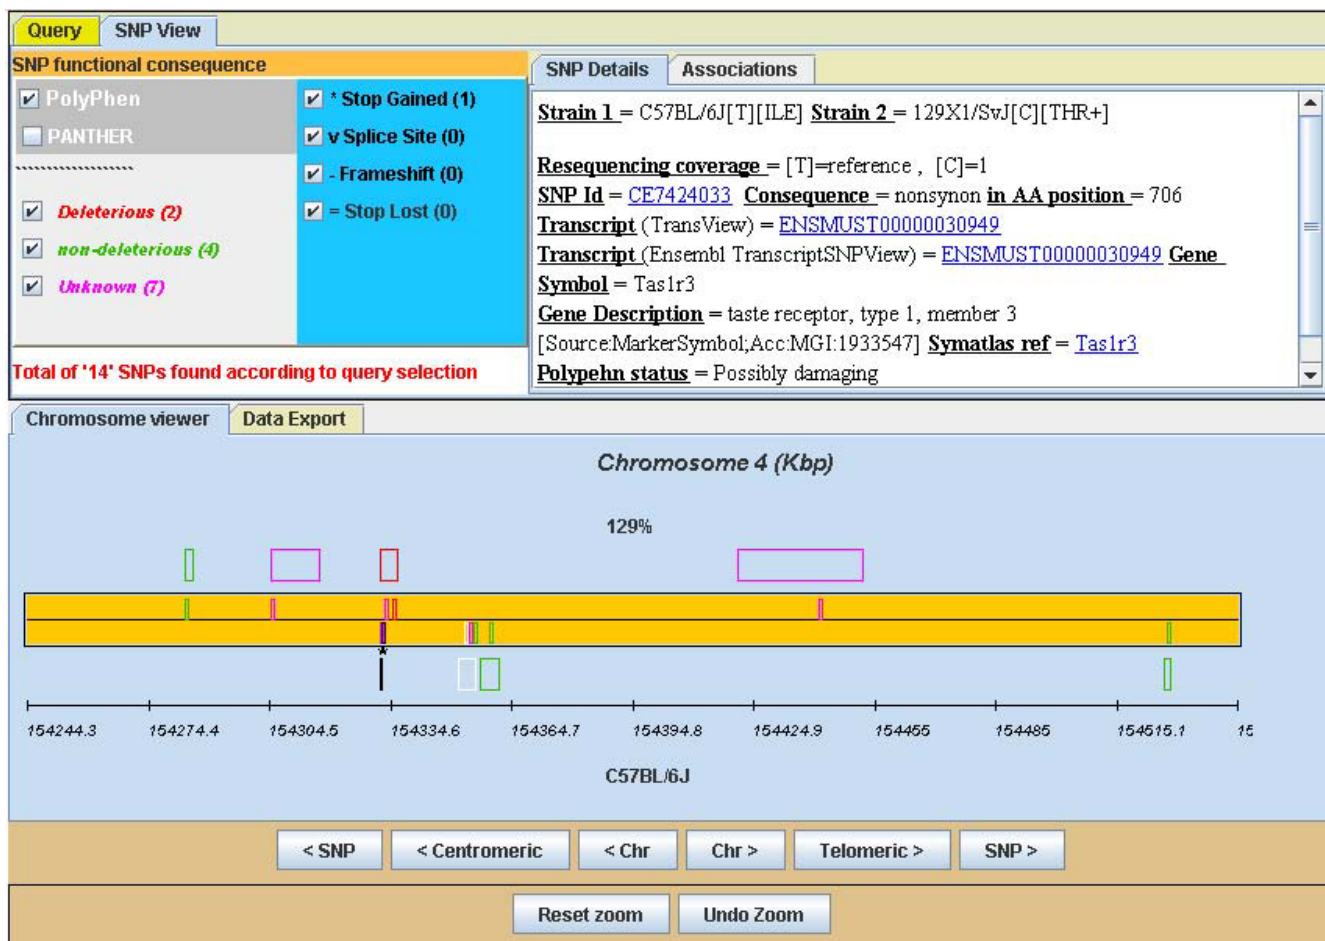 Query SNP View
SNP functional consequence
PolyPhen
PANTHER
Deleterious (2)
non-deleterious (4)
Unknown (7)
* Stop Gained (1)
v Splice Site (0)
- Frameshift (0)
= Stop Lost (0)
Total of '14' SNPs found according to query selection
SNP Details Associations
Strain 1 = C57BL/6J[T][ILE] Strain 2 = 129X1/SvJ[C][THR+]
Resequencing coverage = [T]=reference , [C]=1
SNP Id = CE7424033 Consequence = nonsynon in AA position = 706
Transcript (TransView) = ENSMUST00000030949
Transcript (Ensembl TranscriptSNPView) = ENSMUST00000030949 Gene
Symbol = Tas1r3
Gene Description = taste receptor, type 1, member 3
[Source:MarkerSymbol;Acc:MGI:1933547] Symatlas ref = Tas1r3
Polypehn status = Possibly damaging
Chromosome viewer Data Export
Chromosome 4 (Kbp)
129%
*
154244.3 154274.4 154304.5 154334.6 154364.7 154394.8 154424.9 154455 154485 154515.1 15
C57BL/6J
< SNP < Centromeric < Chr Chr > Telomeric > SNP >
Reset zoom Undo Zoom